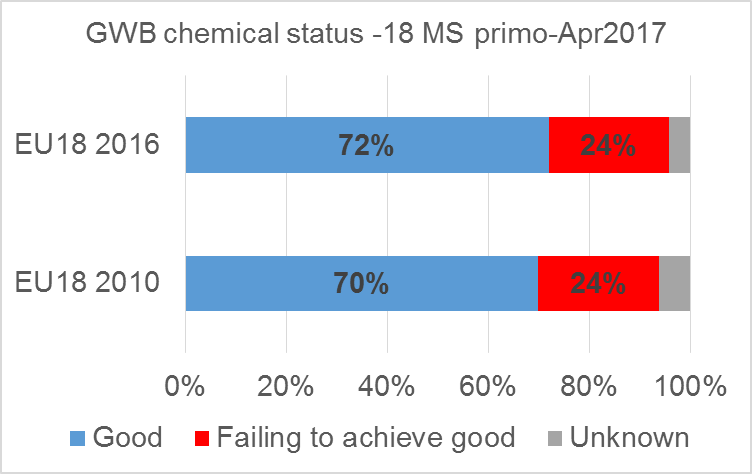 GWB chemical status -18 MS primo-Apr2017
EU18 2016
72%
24%
EU18 2010
70%
24%
0%
20%
40%
60%
80%
100%
Good
Failing to achieve good
Unknown